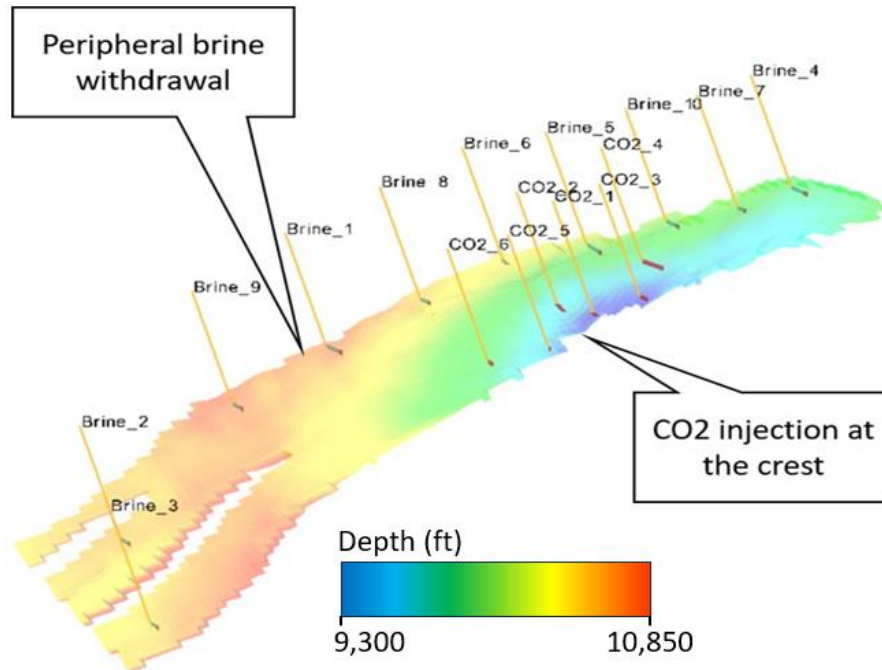 Peripheral brine
withdrawal
Brine_4
Brine_7
Brine_10
Brine_5
Brine_6
CO2_4
Brine 8
CO2_3
CO2_2
CO2_1
Brine_1
CO2_5
CO2_6
Brine_9
Brine_2
Brine_3
CO2 injection at
the crest
Depth (ft)
9,300 10,850